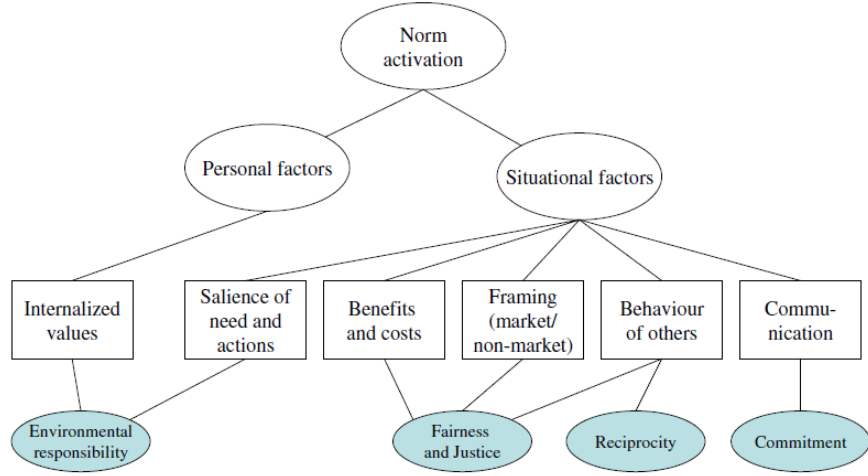 Norm
activation
Personal factors
Situational factors
Internalized
values
Salience of
need and
actions
Benefits
and costs
Framing
(market/
non-market)
Behaviour
of others
Commu-
nication
Environmental
responsibility
Fairness
and Justice
Reciprocity
Commitment